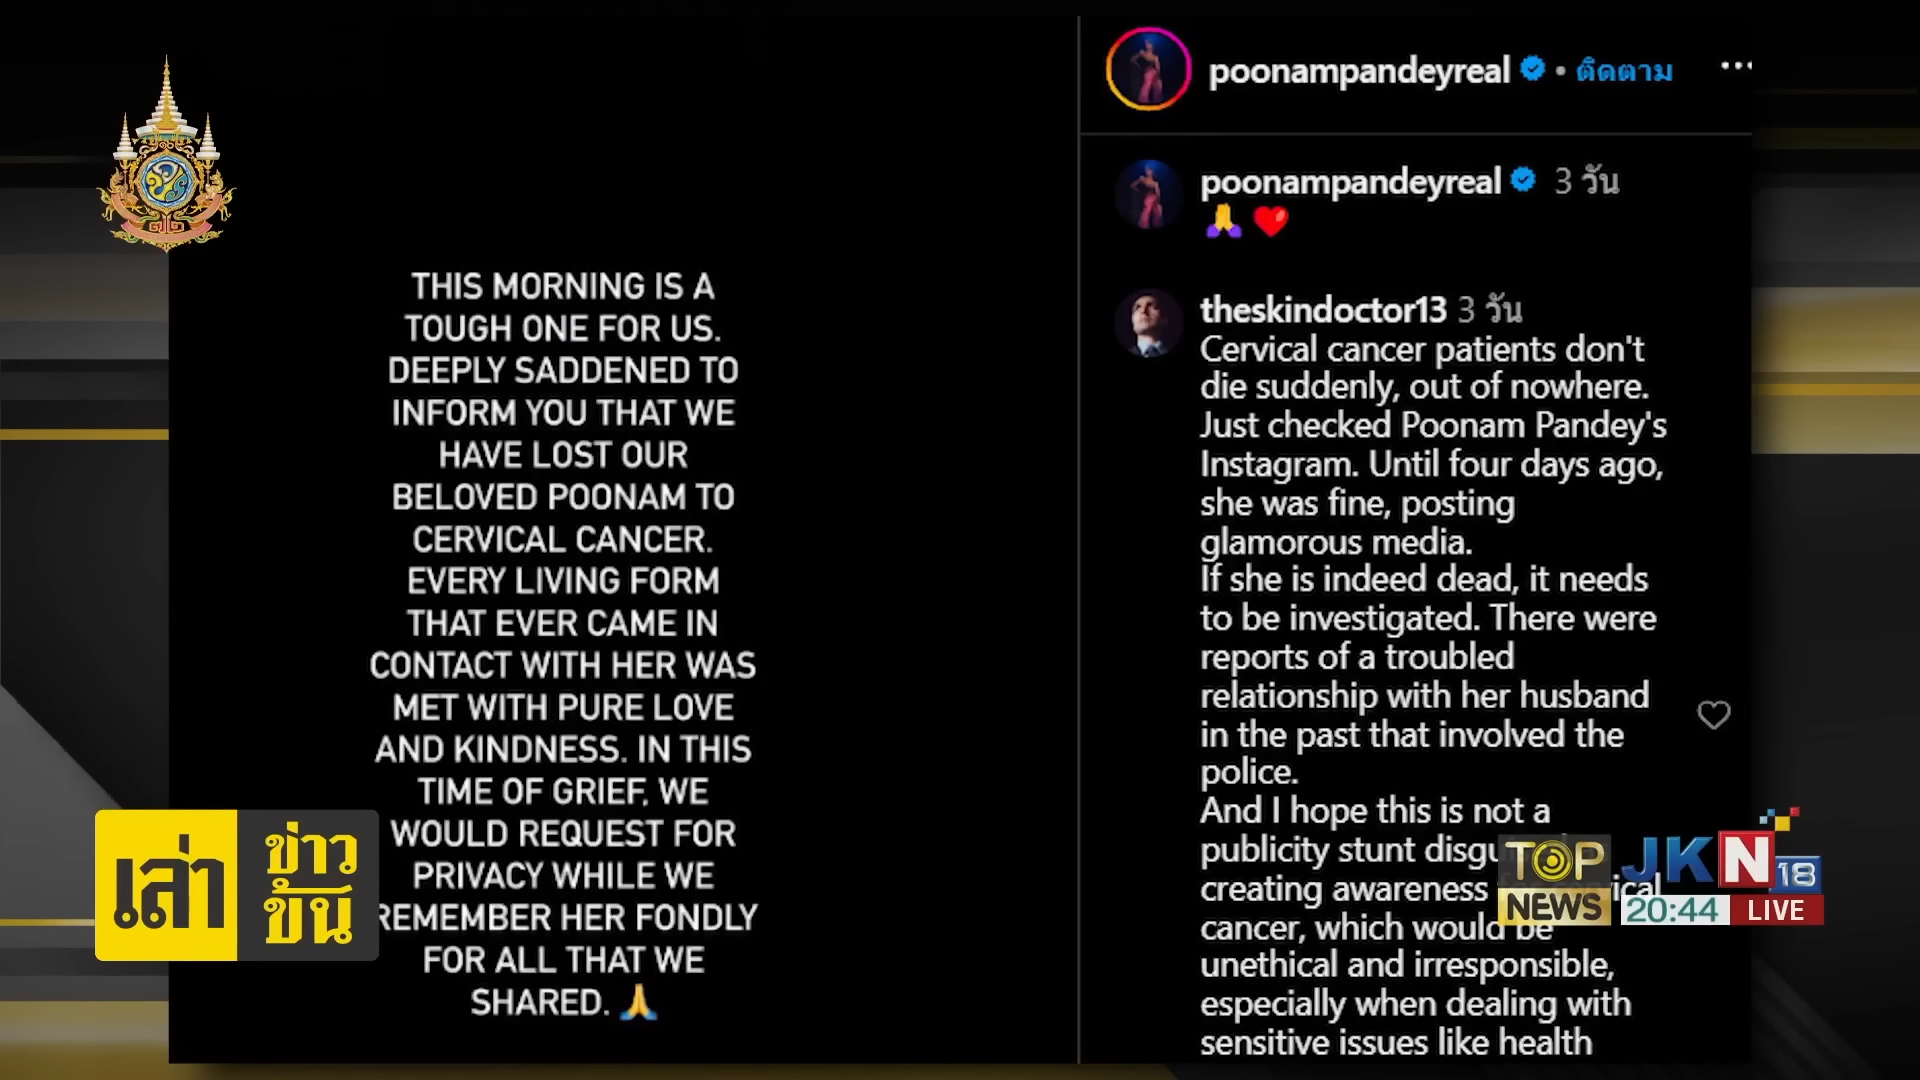 THIS MORNING IS A
TOUGH ONE FOR US.
DEEPLY SADDENED TO
INFORM YOU THAT WE
HAVE LOST OUR
BELOVED POONAM TO
CERVICAL CANCER.
EVERY LIVING FORM
THAT EVER CAME IN
CONTACT WITH HER WAS
MET WITH PURE LOVE
AND KINDNESS. IN THIS
TIME OF GRIEF, WE
WOULD REQUEST FOR
PRIVACY WHILE WE
REMEMBER HER FONDLY
FOR ALL THAT WE
SHARED. 🙏
poonampandeyreal • ติดตาม ...
poonampandeyreal 3 วัน
🙏 ❤️
theskindoctor13 3 วัน
Cervical cancer patients don't
die suddenly, out of nowhere.
Just checked Poonam Pandey's
Instagram. Until four days ago,
she was fine, posting
glamorous media.
If she is indeed dead, it needs
to be investigated. There were
reports of a troubled
relationship with her husband
in the past that involved the
police.
And I hope this is not a
publicity stunt
creating awareness
cancer, which would be
unethical and irresponsible,
especially when dealing with
sensitive issues like health
เล่า
ข่าว
ข้น
TOP
NEWS
JKN 18
20:44 LIVE